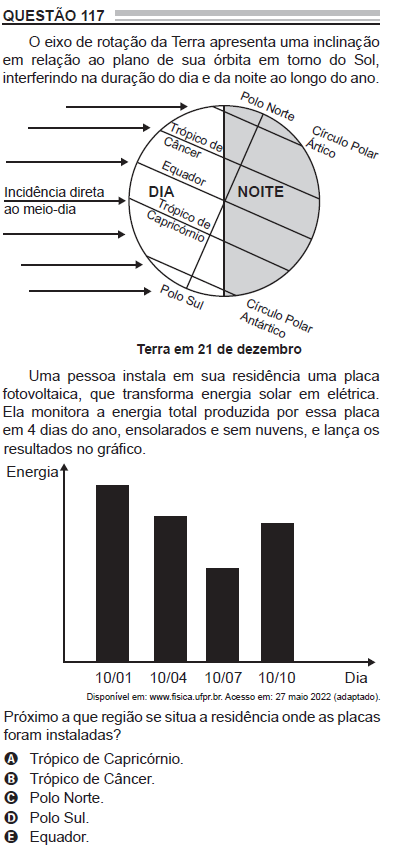 QUESTÃO 117
O eixo de rotação da Terra apresenta uma inclinação
em relação ao plano de sua órbita em torno do Sol,
interferindo na duração do dia e da noite ao longo do ano.
Polo Norte
Círculo Polar
Ártico
Trópico de
Câncer
Equador
Incidência direta
ao meio-dia
DIA
NOITE
Trópico de
Capricórnio
Polo Sul
Círculo Polar
Antártico
Terra em 21 de dezembro
Uma pessoa instala em sua residência uma placa
fotovoltaica, que transforma energia solar em elétrica.
Ela monitora a energia total produzida por essa placa
em 4 dias do ano, ensolarados e sem nuvens, e lança os
resultados no gráfico.
Energia
10/01 10/04 10/07 10/10 Dia
Disponível em: www.fisica.ufpr.br. Acesso em: 27 maio 2022 (adaptado).
Próximo a que região se situa a residência onde as placas
foram instaladas?
A Trópico de Capricórnio.
B Trópico de Câncer.
C Polo Norte.
D Polo Sul.
E Equador.